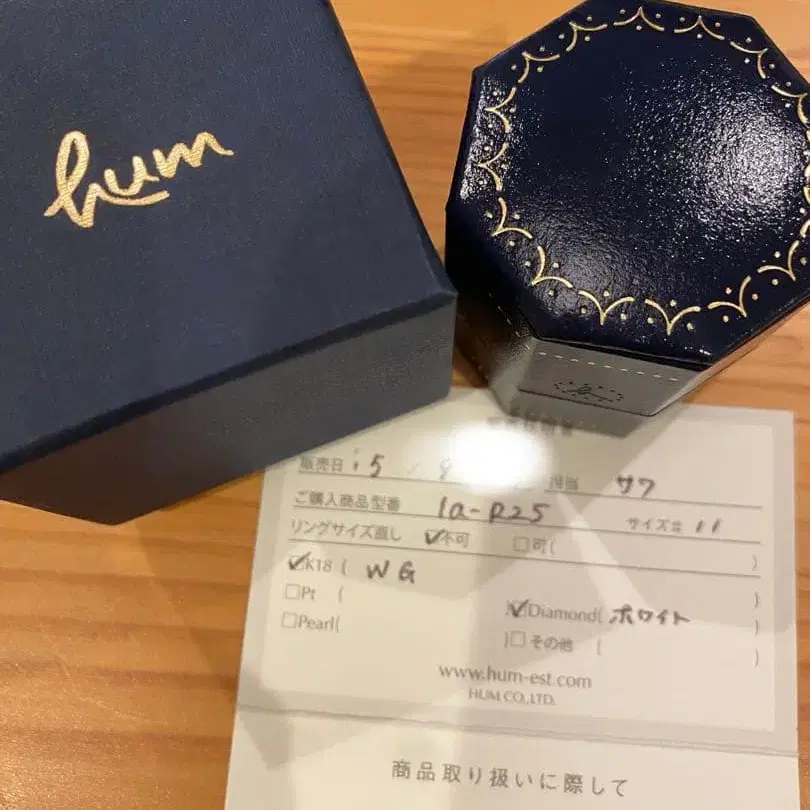 hum
販売日 '15 / 9
担当 サワ
ご購入商品型番 1a-R25 サイズ# 11
リングサイズ直し ☑不可 □可( )
☑K18 ( WG )
□Pt ( )
☑Diamond( ホワイト )
□Pearl(
□その他 ( )
www.hum-est.com
HUM CO.,LTD.
商品取り扱いに際して